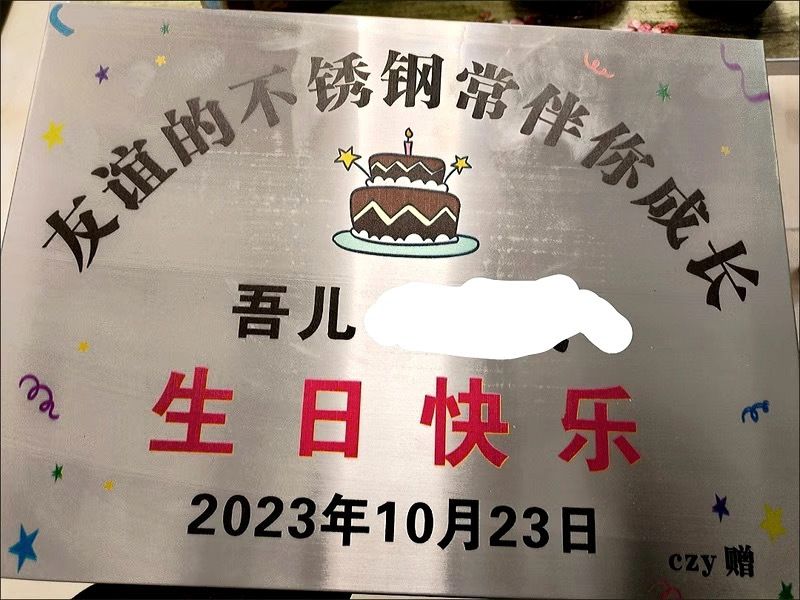 友谊的不锈钢常伴你成长
吾儿
生日快乐
2023年10月23日
czy 赠